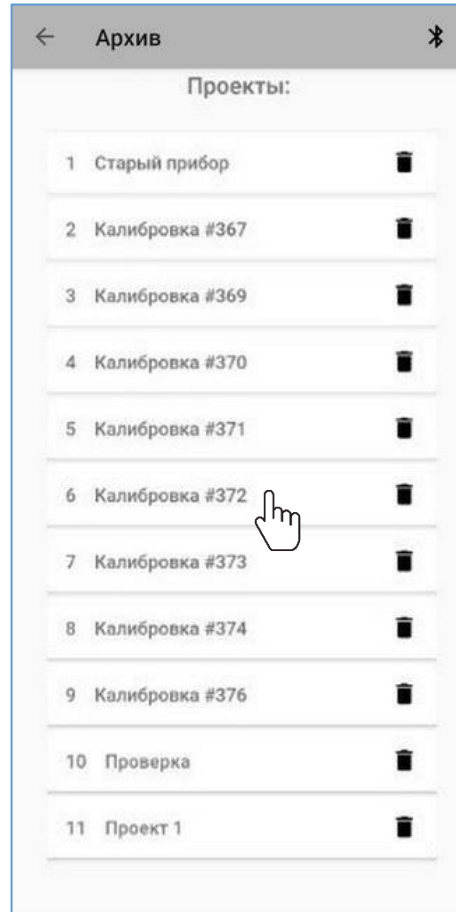 Архив
Проекты:
1 Старый прибор
2 Калибровка #367
3 Калибровка #369
4 Калибровка #370
5 Калибровка #371
6 Калибровка #372
7 Калибровка #373
8 Калибровка #374
9 Калибровка #376
10 Проверка
11 Проект 1